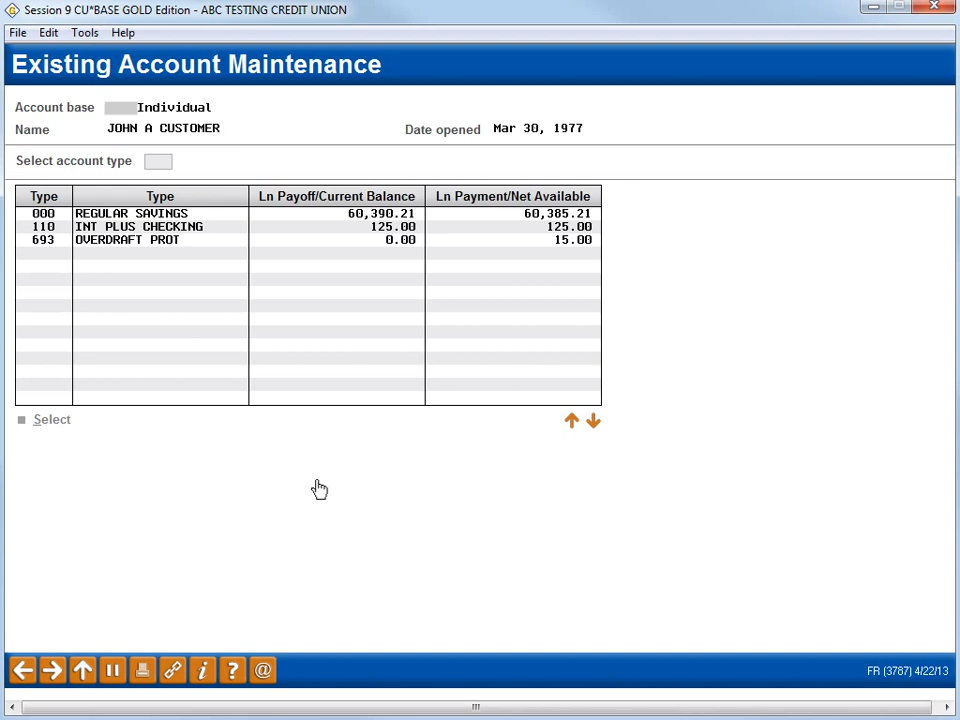 Session 9 CU*BASE GOLD Edition - ABC TESTING CREDIT UNION
File Edit Tools Help
Existing Account Maintenance
Account base Individual
Name JOHN A CUSTOMER Date opened Mar 30, 1977
Select account type
Type Type Ln Payoff/Current Balance Ln Payment/Net Available
000 REGULAR SAVINGS 60,390.21 60,385.21
110 INT PLUS CHECKING 125.00 125.00
693 OVERDRAFT PROT 0.00 15.00
Select
FR (3787) 4/22/13